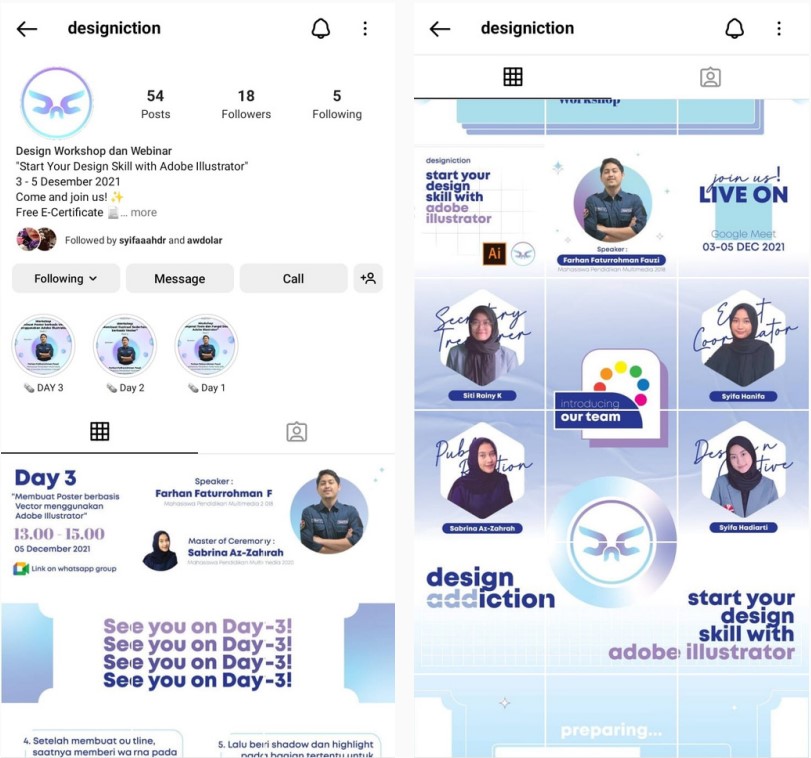 designiction
54
18
5
Posts
Followers
Following
Design Workshop dan Webinar
"Start Your Design Skill with Adobe Illustrator"
3 - 5 Desember 2021
Come and join us! ✨
Free E-Certificate ... more
Followed by syifaaahdr and awdolar
Following
Message
Call
DAY 3
Day 2
Day 1
Day 3
"Membuat Poster berbasis
Vector menggunakan
Adobe Illustrator"
13.00 - 15.00
05 December 2021
Link on whatsapp group
Speaker :
Farhan Faturrohman F
Master of Ceremony :
Sabrina Az-Zahrah
See you on Day-3!
See you on Day-3!
See you on Day-3!
See you on Day-3!
4. Setelah membuat outline,
saatnya memberi warna pada
5. Lalu beri shadow dan highlight
pada bagian tertentu untuk
designiction
Workshop
designiction
start your
design
skill with
adobe
illustrator
Ai
Speaker :
Farhan Faturrohman Fauzi
Mahasiswa Pendidikan Multimedia 2018
join us!
LIVE ON
Google Meet
03-05 DEC 2021
Secretary
Treasurer
Siti Rainy K
introducing
our team
Event
Coordinator
Syifa Hanifa
Sabrina Az-Zahrah
Syifa Hadiarti
design
addiction
start your
design
skill with
adobe illustrator
preparing...